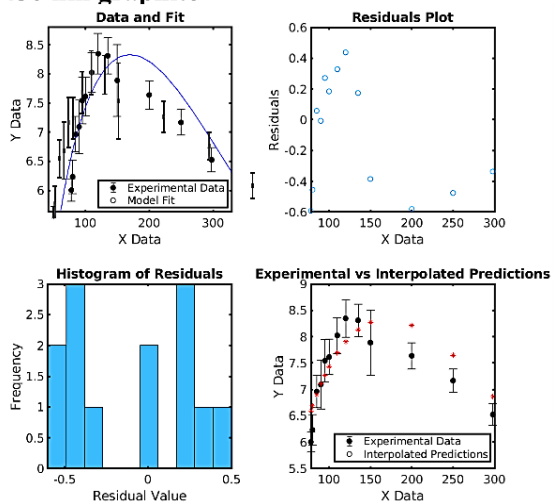 Data and Fit
Y Data
8.5
8
7.5
7
6.5
6
100
200
300
X Data
Experimental Data
Model Fit
Residuals Plot
Residuals
0.6
0.4
0.2
0
-0.2
-0.4
-0.6
100
200
300
X Data
Histogram of Residuals
Frequency
3
2.5
2
1.5
1
0.5
0
-0.5
0
0.5
Residual Value
Experimental vs Interpolated Predictions
Y Data
9
8.5
8
7.5
7
6.5
6
5.5
100
200
300
X Data
Experimental Data
Interpolated Predictions